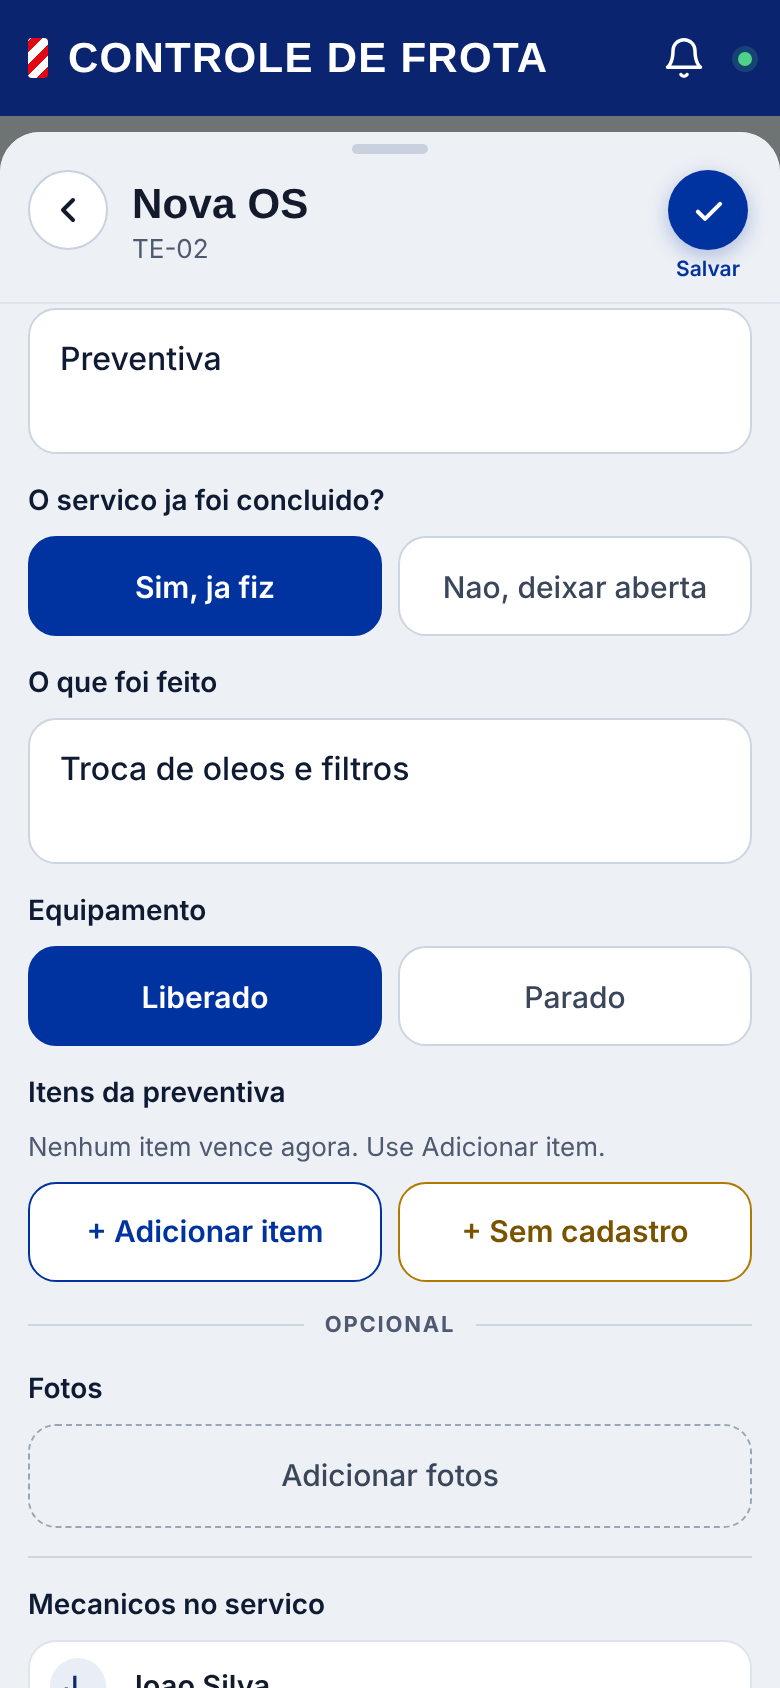 CONTROLE DE FROTA
Nova OS
TE-02
Salvar
Preventiva
O servico ja foi concluido?
Sim, ja fiz
Nao, deixar aberta
O que foi feito
Troca de oleos e filtros
Equipamento
Liberado
Parado
Itens da preventiva
Nenhum item vence agora. Use Adicionar item.
+ Adicionar item
+ Sem cadastro
OPCIONAL
Fotos
Adicionar fotos
Mecanicos no servico
Joao Silva